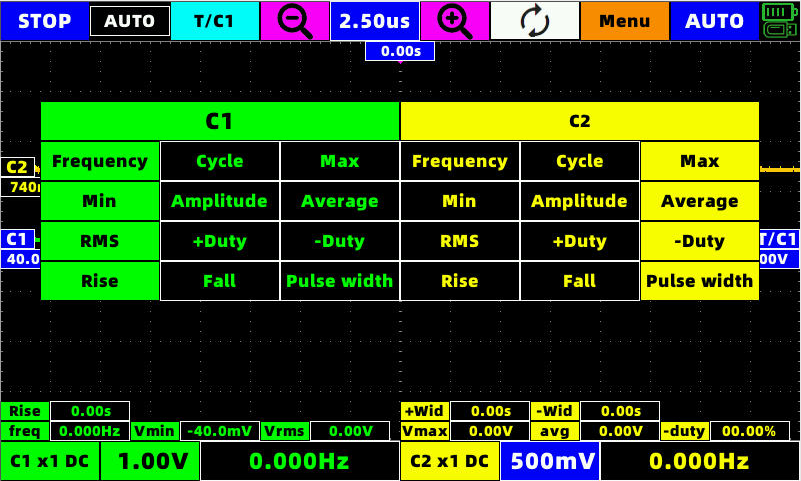 STOP AUTO T/C1 2.50us Menu AUTO
0.00s
C1 C2
Frequency Cycle Max Frequency Cycle Max
C2
740
Min Amplitude Average Min Amplitude Average
C1 RMS +Duty -Duty RMS +Duty -Duty T/C1
40.0 00V
Rise Fall Pulse width Rise Fall Pulse width
Rise 0.00s +Wid 0.00s -Wid 0.00s
freq 0.000Hz Vmin -40.0mV Vrms 0.00V Vmax 0.00V avg 0.00V -duty 00.00%
C1 x1 DC 1.00V 0.000Hz C2 x1 DC 500mV 0.000Hz